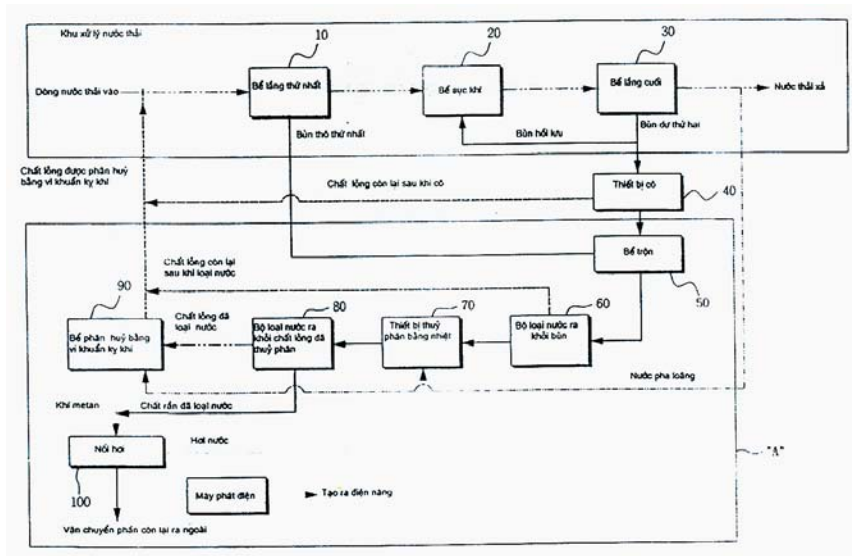 Khu xử lý nước thải
10
20
30
Dòng nước thải vào
Bể lắng thứ nhất
Bể sục khí
Bể lắng cuối
Nước thải xả
Bùn thô thứ nhất
Bùn hồi lưu
Bùn dư thứ hai
Chất lỏng được phân huỷ
bằng vi khuẩn kỵ khí
Chất lỏng còn lại sau khi cô
Thiết bị cô
40
Bể trộn
50
Chất lỏng còn lại
sau khi loại nước
90
80
70
60
Chất lỏng đã
loại nước
Bể phân huỷ bằng
vi khuẩn kỵ khí
Bộ loại nước ra
khỏi chất lỏng đã
thuỷ phân
Thiết bị thuỷ
phân bằng nhiệt
Bộ loại nước ra
khỏi bùn
Nước pha loãng
Khí metan
Chất rắn đã loại nước
Nồi hơi
Hơi nước
100
"A"
Máy phát điện
Tạo ra điện năng
Vận chuyển phần còn lại ra ngoài